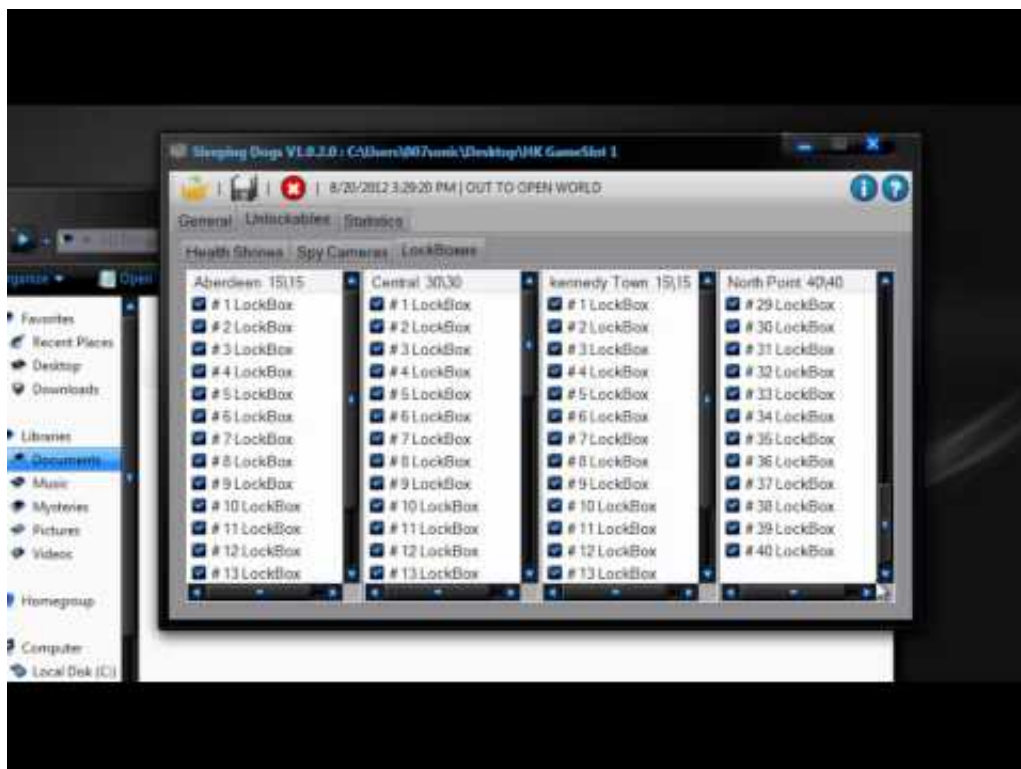 Sleeping Dogs V1.0.2.0 : C:\Users\007sonic\Desktop\HK GameSlot 1
8/20/2012 3:29:20 PM | OUT TO OPEN WORLD
General Unlockables Statistics
Health Shrines Spy Cameras LockBoxes
Open
Favorites
Recent Places
Desktop
Downloads
Libraries
Documents
Music
Mysteries
Pictures
Videos
Homegroup
Computer
Local Disk (C:)
Aberdeen 15\15
# 1 LockBox
# 2 LockBox
# 3 LockBox
# 4 LockBox
# 5 LockBox
# 6 LockBox
# 7 LockBox
# 8 LockBox
# 9 LockBox
# 10 LockBox
# 11 LockBox
# 12 LockBox
# 13 LockBox
Central 30\30
# 1 LockBox
# 2 LockBox
# 3 LockBox
# 4 LockBox
# 5 LockBox
# 6 LockBox
# 7 LockBox
# 8 LockBox
# 9 LockBox
# 10 LockBox
# 11 LockBox
# 12 LockBox
# 13 LockBox
kennedy Town 15\15
# 1 LockBox
# 2 LockBox
# 3 LockBox
# 4 LockBox
# 5 LockBox
# 6 LockBox
# 7 LockBox
# 8 LockBox
# 9 LockBox
# 10 LockBox
# 11 LockBox
# 12 LockBox
# 13 LockBox
North Point 40\40
# 29 LockBox
# 30 LockBox
# 31 LockBox
# 32 LockBox
# 33 LockBox
# 34 LockBox
# 35 LockBox
# 36 LockBox
# 37 LockBox
# 38 LockBox
# 39 LockBox
# 40 LockBox